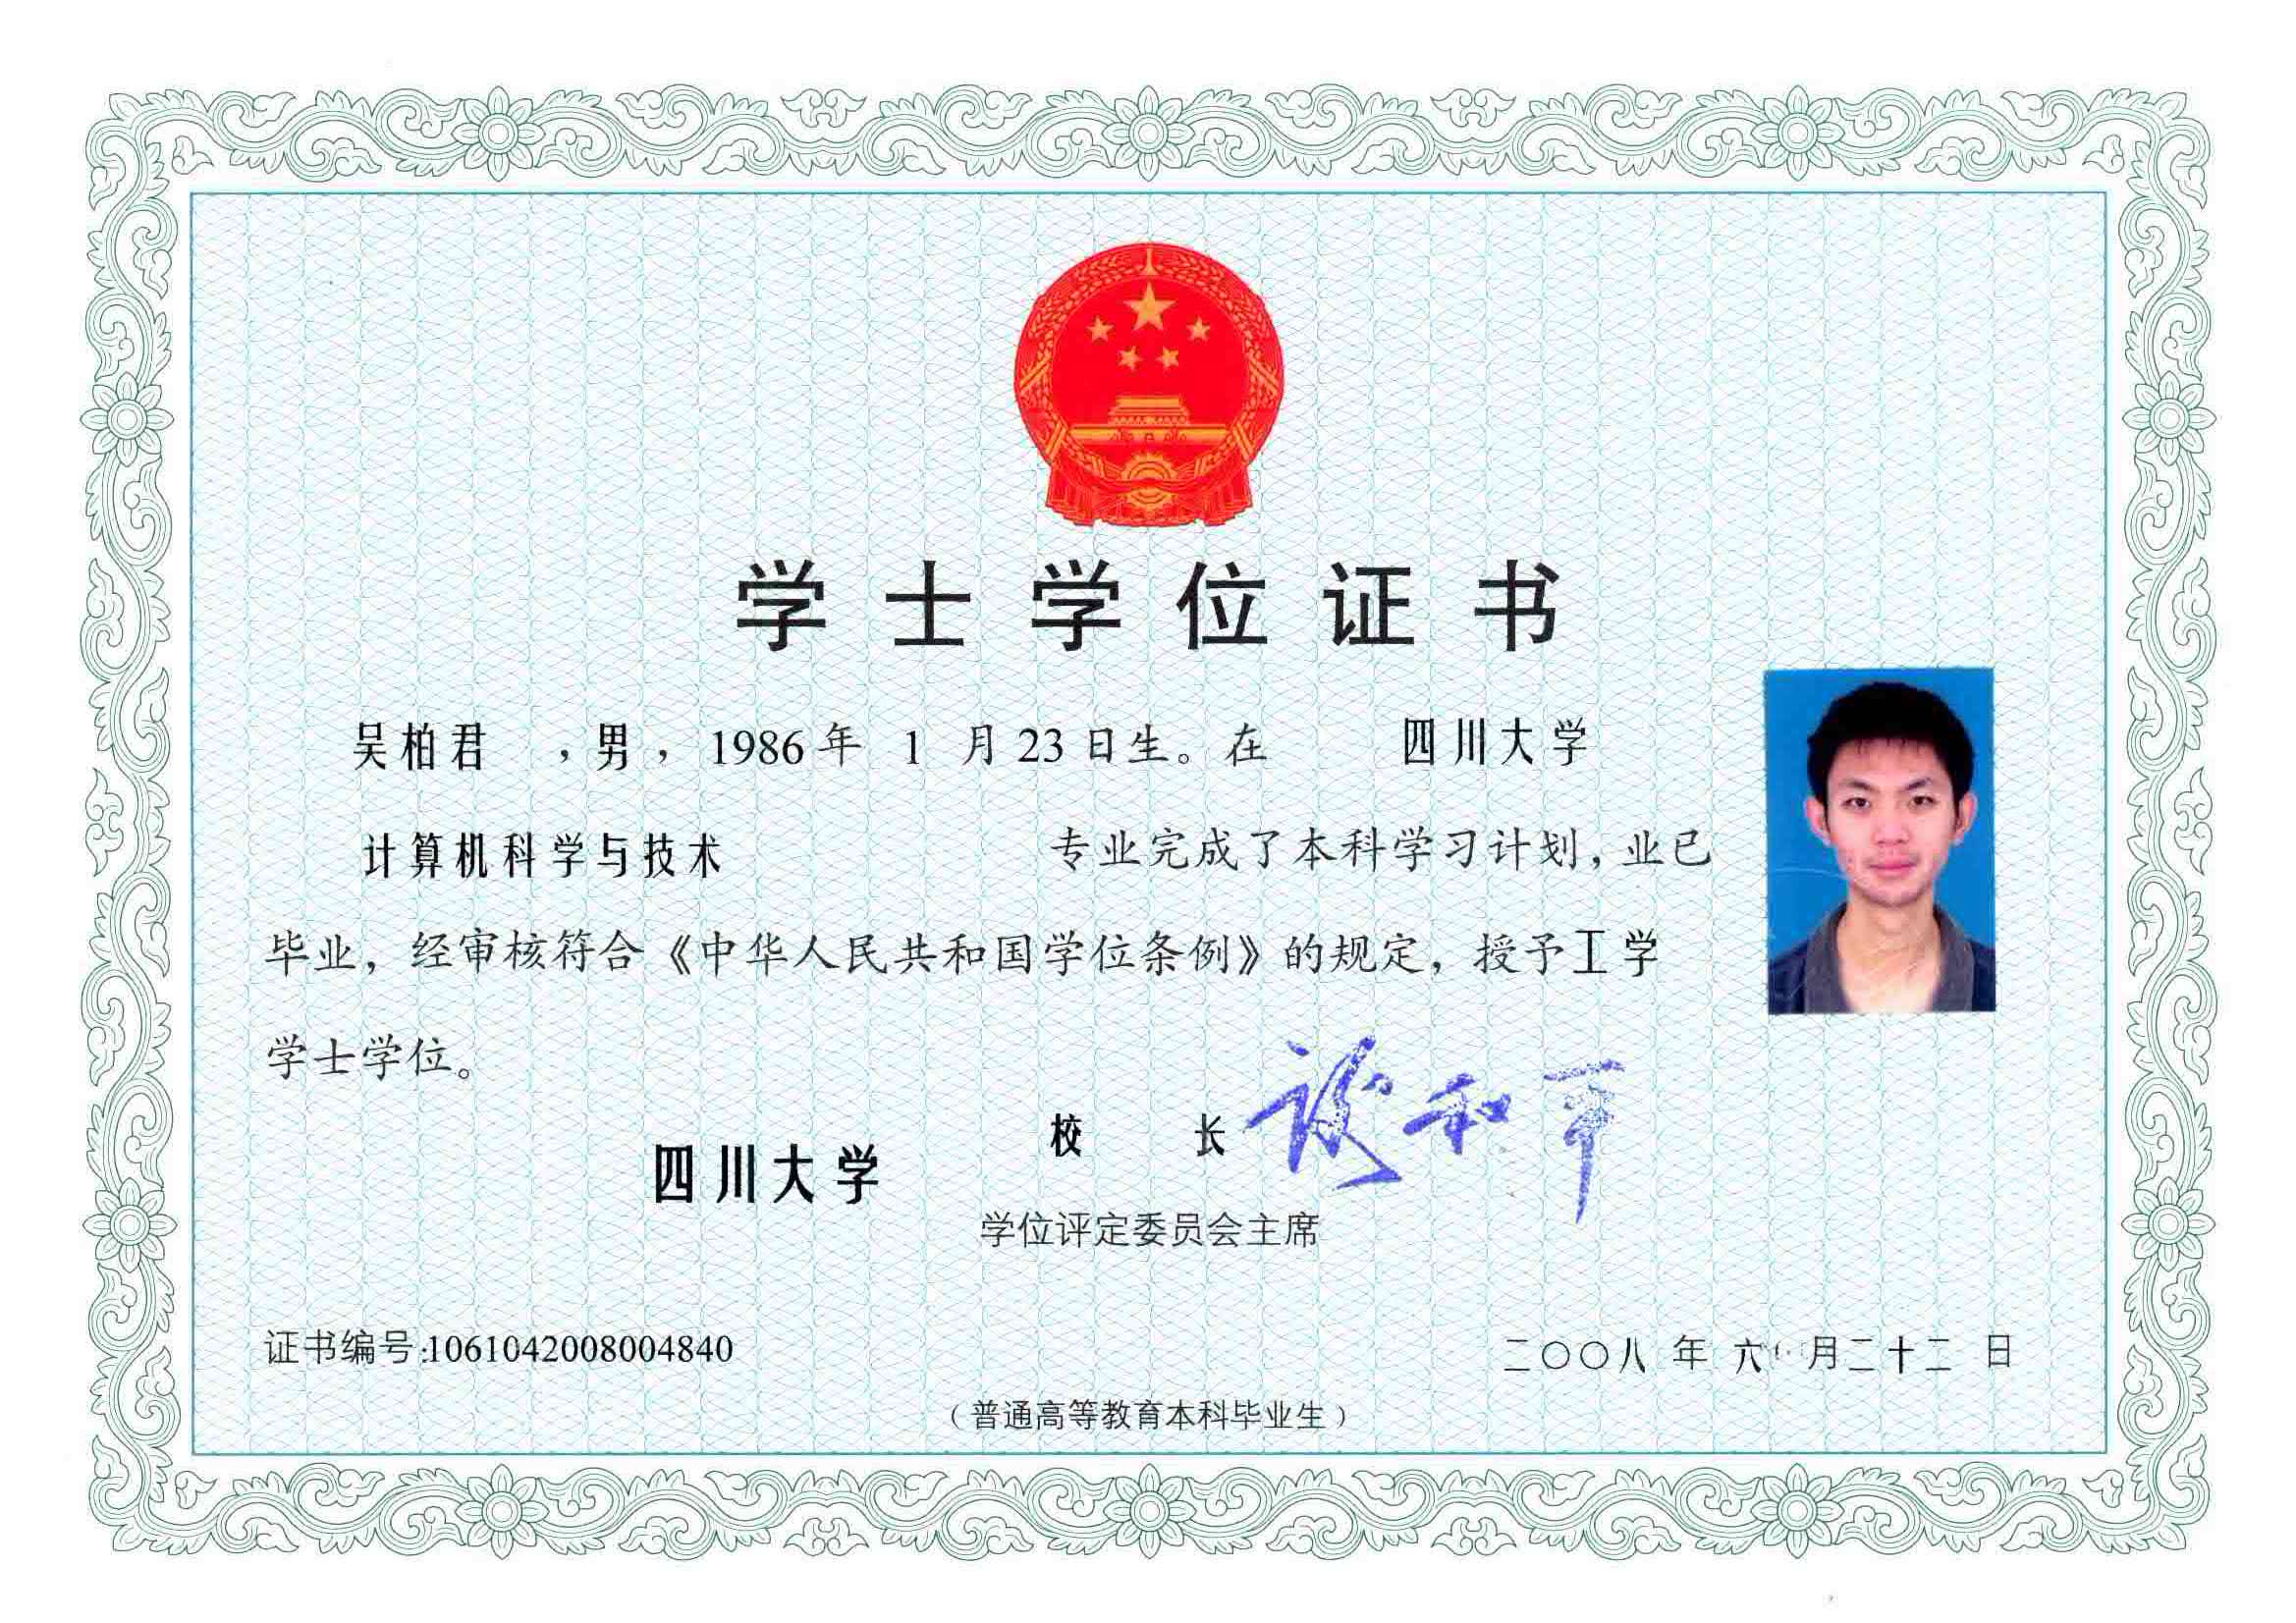 学士学位证书
吴柏君 ，男， 1986 年 1 月 23 日生。在 四川大学
计算机科学与技术 专业完成了本科学习计划，业已
毕业，经审核符合《中华人民共和国学位条例》的规定，授予工学
学士学位。
四川大学
校 长 谢和平
学位评定委员会主席
证书编号:1061042008004840
二〇〇八 年 六 月二十二 日
（普通高等教育本科毕业生）